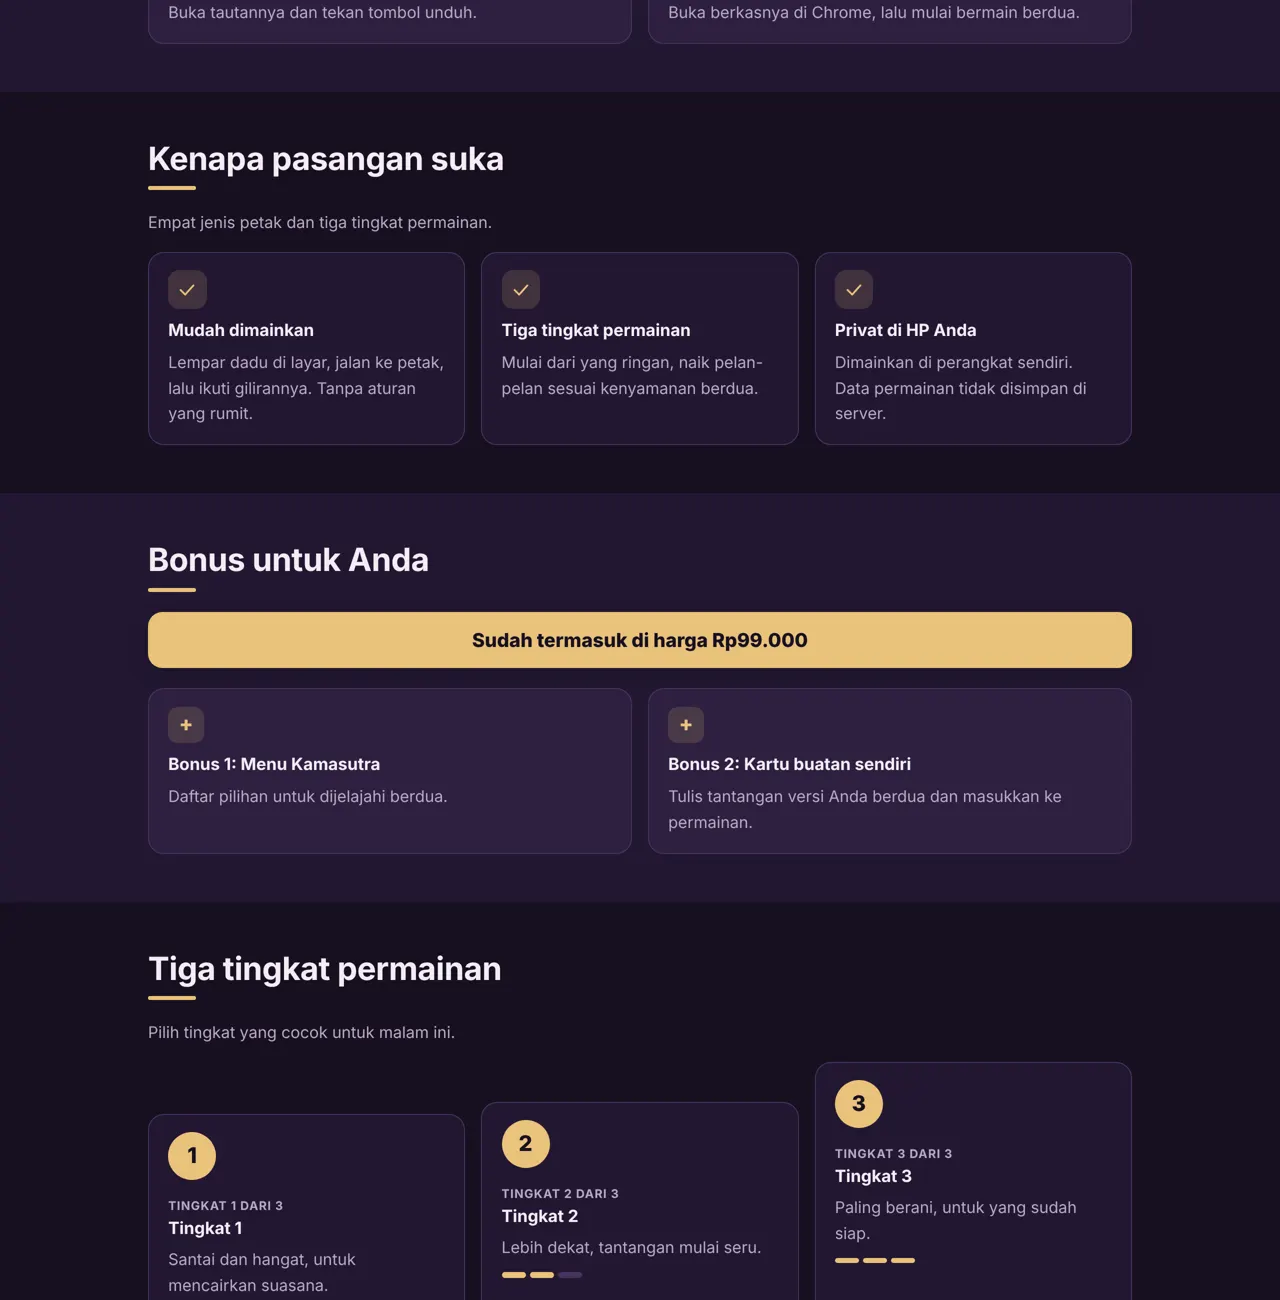 Buka tautannya dan tekan tombol unduh.
Buka berkasnya di Chrome, lalu mulai bermain berdua.
Kenapa pasangan suka
Empat jenis petak dan tiga tingkat permainan.
Mudah dimainkan
Lempar dadu di layar, jalan ke petak,
lalu ikuti gilirannya. Tanpa aturan
yang rumit.
Tiga tingkat permainan
Mulai dari yang ringan, naik pelan-
pelan sesuai kenyamanan berdua.
Privat di HP Anda
Dimainkan di perangkat sendiri.
Data permainan tidak disimpan di
server.
Bonus untuk Anda
Sudah termasuk di harga Rp99.000
Bonus 1: Menu Kamasutra
Daftar pilihan untuk dijelajahi berdua.
Bonus 2: Kartu buatan sendiri
Tulis tantangan versi Anda berdua dan masukkan ke
permainan.
Tiga tingkat permainan
Pilih tingkat yang cocok untuk malam ini.
1
TINGKAT 1 DARI 3
Tingkat 1
Santai dan hangat, untuk
mencairkan suasana.
2
TINGKAT 2 DARI 3
Tingkat 2
Lebih dekat, tantangan mulai seru.
3
TINGKAT 3 DARI 3
Tingkat 3
Paling berani, untuk yang sudah
siap.